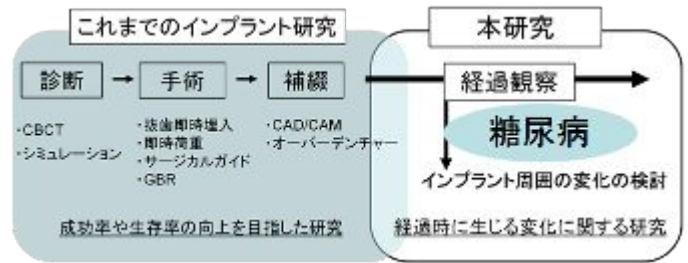 これまでのインプラント研究
診断
手術
補綴
・CBCT
・シミュレーション
・抜歯即時埋入
・即時荷重
・サージカルガイド
・GBR
・CAD/CAM
・オーバーデンチャー
成功率や生存率の向上を目指した研究
本研究
経過観察
糖尿病
インプラント周囲の変化の検討
経過時に生じる変化に関する研究